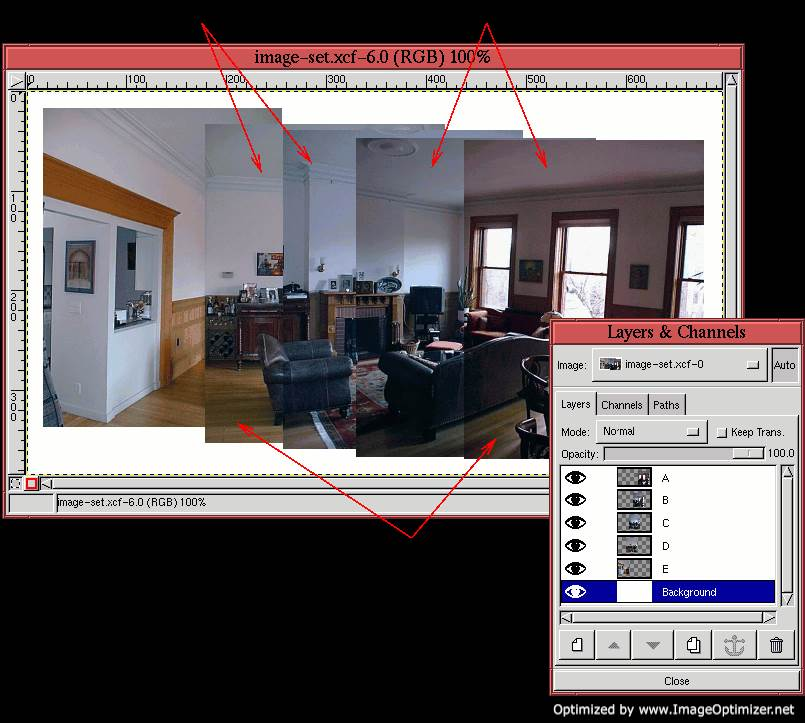 image-set.xcf-6.0 (RGB) 100%
0 100 200 300 400 500 600
0
100
200
300
image-set.xcf-6.0 (RGB) 100%
Layers & Channels
Image: image-set.xcf-0 Auto
Layers Channels Paths
Mode: Normal Keep Trans.
Opacity: 100.0
A
B
C
D
E
Background
Close
Optimized by www.ImageOptimizer.net